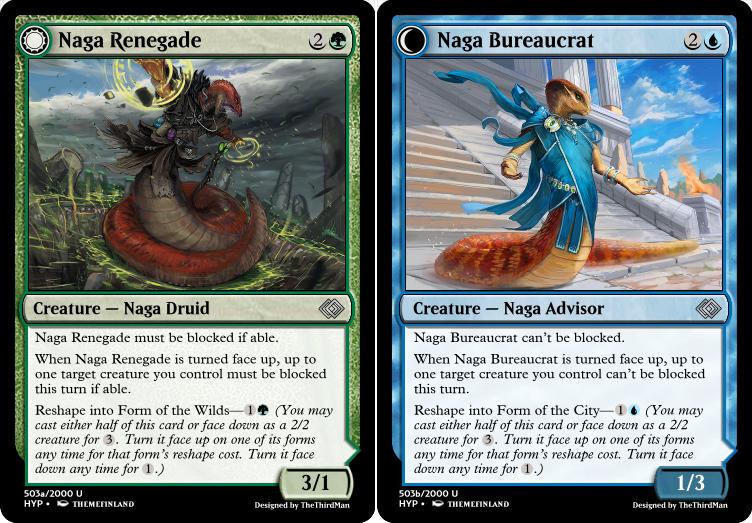 Naga Renegade 2
Creature — Naga Druid
Naga Renegade must be blocked if able.
When Naga Renegade is turned face up, up to
one target creature you control must be blocked
this turn if able.
Reshape into Form of the Wilds—1 (You may
cast either half of this card or face down as a 2/2
creature for 3. Turn it face up on one of its forms
any time for that form's reshape cost. Turn it face
down any time for 1.)
3/1
503a/2000 U
HYP • THEMEFINLAND
Designed by TheThirdMan
Naga Bureaucrat 2
Creature — Naga Advisor
Naga Bureaucrat can't be blocked.
When Naga Bureaucrat is turned face up, up to
one target creature you control can't be blocked
this turn.
Reshape into Form of the City—1 (You may
cast either half of this card or face down as a 2/2
creature for 3. Turn it face up on one of its forms
any time for that form's reshape cost. Turn it face
down any time for 1.)
1/3
503b/2000 U
HYP • THEMEFINLAND
Designed by TheThirdMan